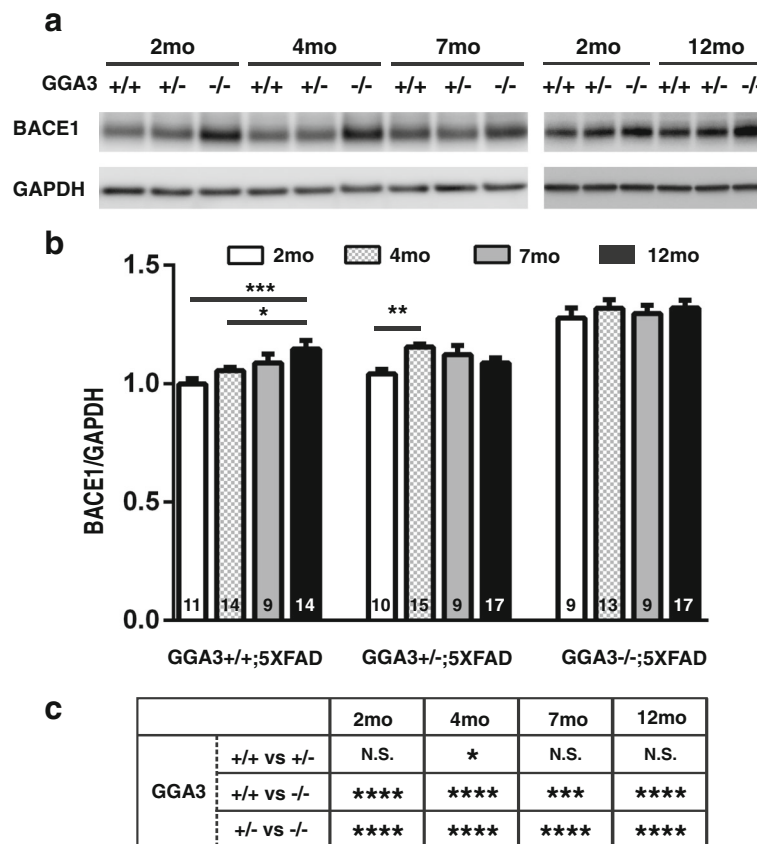 a
2mo 4mo 7mo 2mo 12mo
GGA3 +/+ +/- -/- +/+ +/- -/- +/+ +/- -/- +/+ +/- -/- +/+ +/- -/-
BACE1
GAPDH
b
2mo 4mo 7mo 12mo
1.5
1.0
0.5
0.0
BACE1/GAPDH
***
*
**
11 14 9 14 10 15 9 17 9 13 9 17
GGA3+/+;5XFAD GGA3+/-;5XFAD GGA3-/-;5XFAD
c
2mo 4mo 7mo 12mo
GGA3
+/+ vs +/- N.S. * N.S. N.S.
+/+ vs -/- **** **** *** ****
+/- vs -/- **** **** **** ****